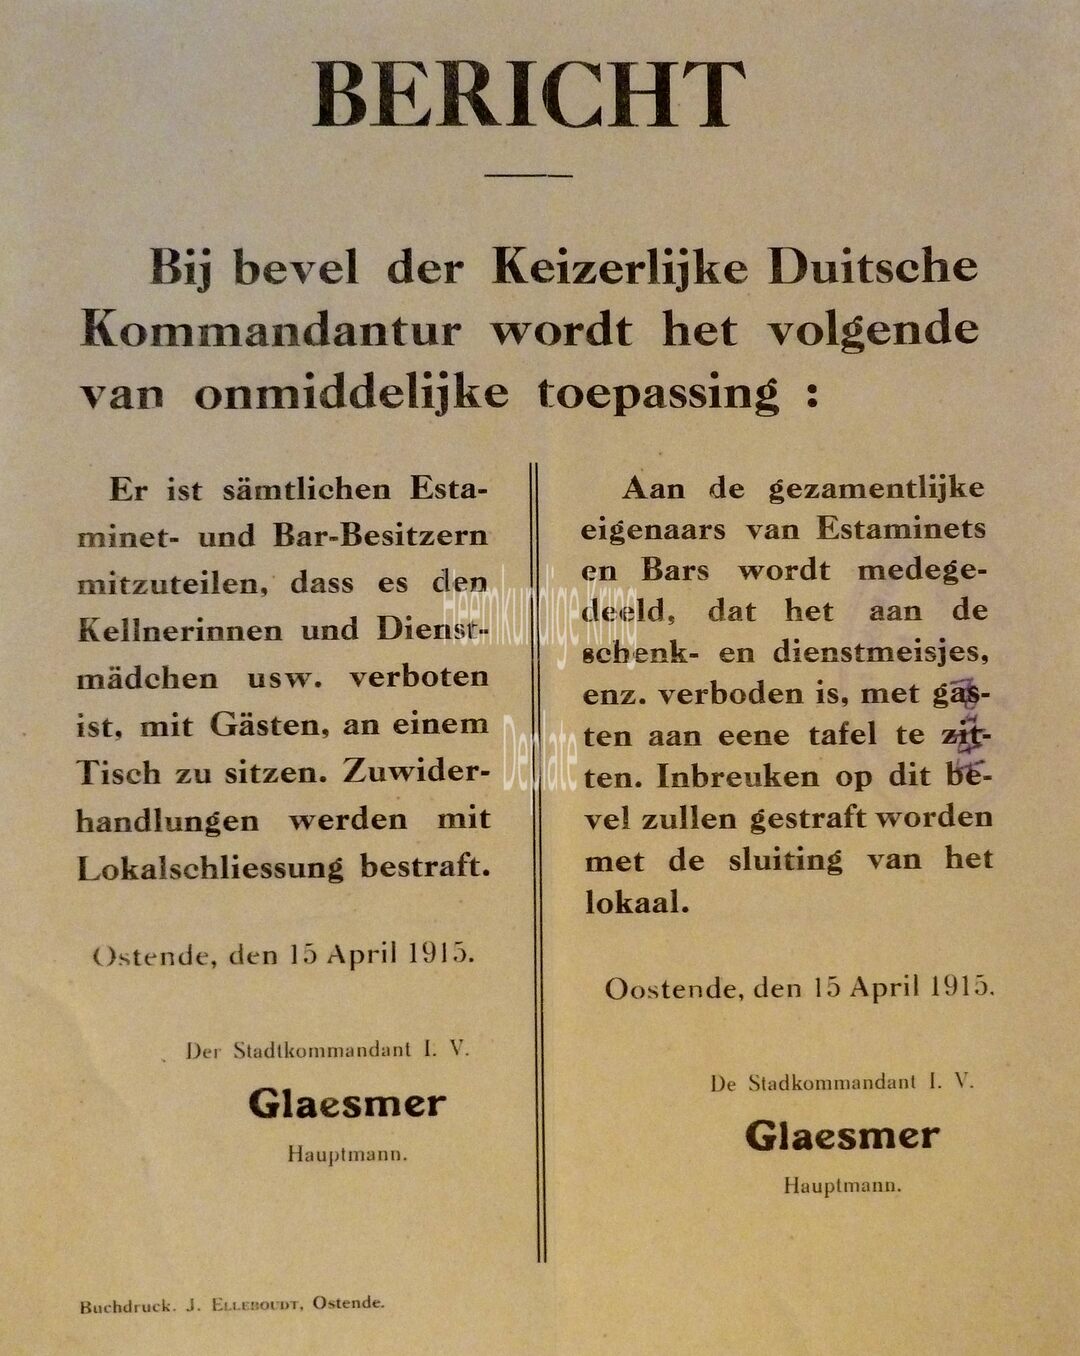 BERICHT
Bij bevel der Keizerlijke Duitsche
Kommandantur wordt het volgende
van onmiddelijke toepassing :
Er ist sämtlichen Esta-
minet- und Bar-Besitzern
mitzuteilen, dass es den
Kellnerinnen und Dienst-
mädchen usw. verboten
ist, mit Gästen, an einem
Tisch zu sitzen. Zuwider-
handlungen werden mit
Lokalschliessung bestraft.
Ostende, den 15 April 1915.
Der Stadtkommandant I. V.
Glaesmer
Hauptmann.
Aan de gezamentlijke
eigenaars van Estaminets
en Bars wordt medege-
deeld, dat het aan de
schenk- en dienstmeisjes,
enz. verboden is, met gas-
ten aan eene tafel te zit-
ten. Inbreuken op dit be-
vel zullen gestraft worden
met de sluiting van het
lokaal.
Oostende, den 15 April 1915.
De Stadkommandant I. V.
Glaesmer
Hauptmann.
Buchdruck. J. ELLEBOUDT, Ostende.
Heemkundige Kring
Deplate